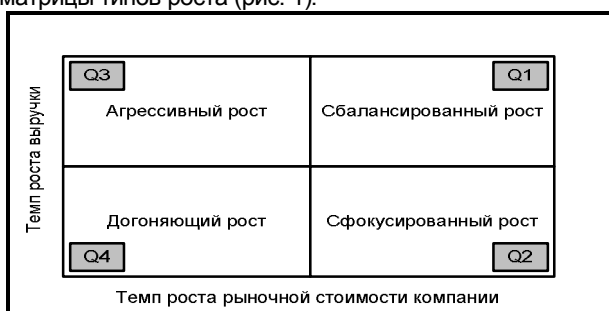 матрицы типов роста (рис. 1).
Q3
Q1
Агрессивный рост
Сбалансированный рост
Темп роста выручки
Догоняющий рост
Сфокусированный рост
Q4
Q2
Темп роста рыночной стоимости компании